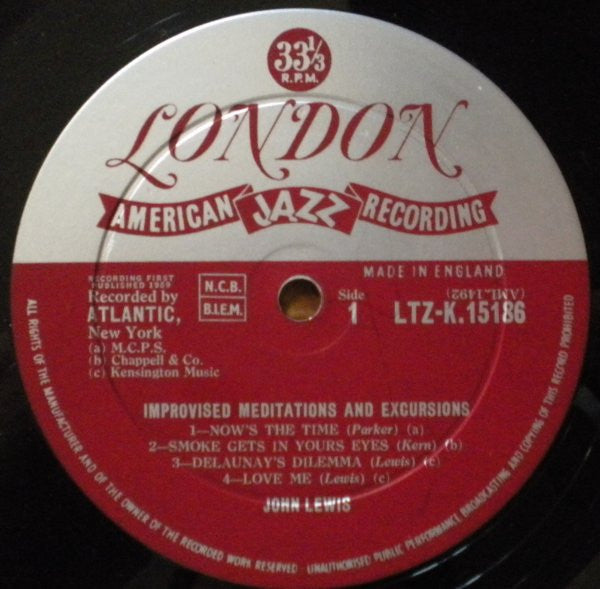 33⅓
R.P.M.
LONDON
AMERICAN JAZZ RECORDING
MADE IN ENGLAND
RECORDING FIRST
PUBLISHED 1959
Recorded by
ATLANTIC,
New York
(a) M.C.P.S.
(b) Chappell & Co.
(c) Kensington Music
N.C.B.
B.I.E.M.
Side
1
(AML.1492)
LTZ-K.15186
IMPROVISED MEDITATIONS AND EXCURSIONS
1—NOW'S THE TIME (Parker) (a)
2—SMOKE GETS IN YOURS EYES (Kern) (b)
3—DELAUNAY'S DILEMMA (Lewis) (c)
4—LOVE ME (Lewis) (c)
JOHN LEWIS
ALL RIGHTS OF THE MANUFACTURER AND OF THE OWNER OF THE RECORDED WORK RESERVED · UNAUTHORISED PUBLIC PERFORMANCE, BROADCASTING AND COPYING OF THIS RECORD PROHIBITED